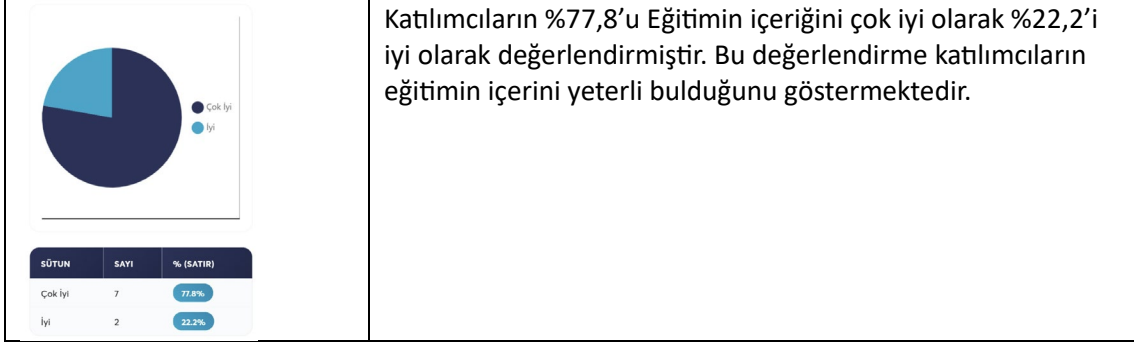 Çok İyi
İyi
SÜTUN SAYI % (SATIR)
Çok İyi 7 77.8%
İyi 2 22.2%
Katılımcıların %77,8’u Eğitimin içeriğini çok iyi olarak %22,2’i
iyi olarak değerlendirmiştir. Bu değerlendirme katılımcıların
eğitimin içerini yeterli bulduğunu göstermektedir.